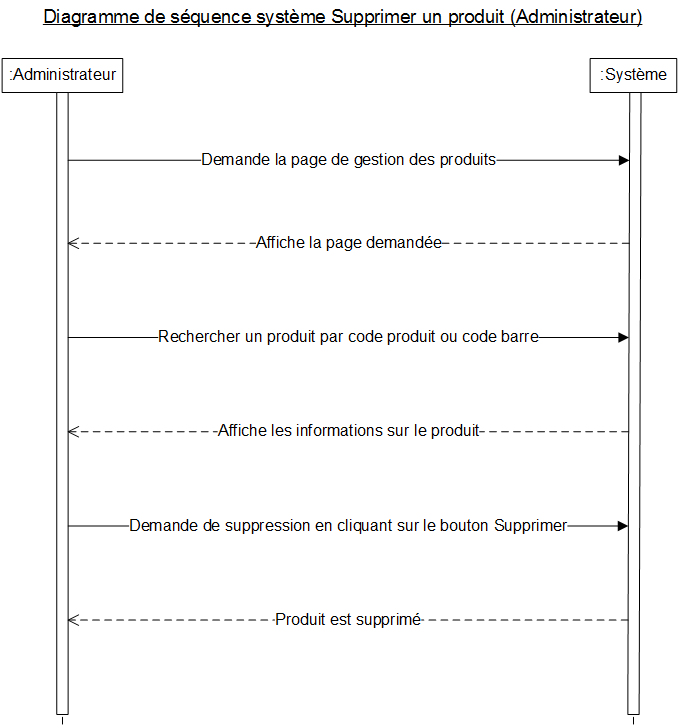 Diagramme de séquence système Supprimer un produit (Administrateur)
:Administrateur
:Système
Demande la page de gestion des produits
Affiche la page demandée
Rechercher un produit par code produit ou code barre
Affiche les informations sur le produit
Demande de suppression en cliquant sur le bouton Supprimer
Produit est supprimé